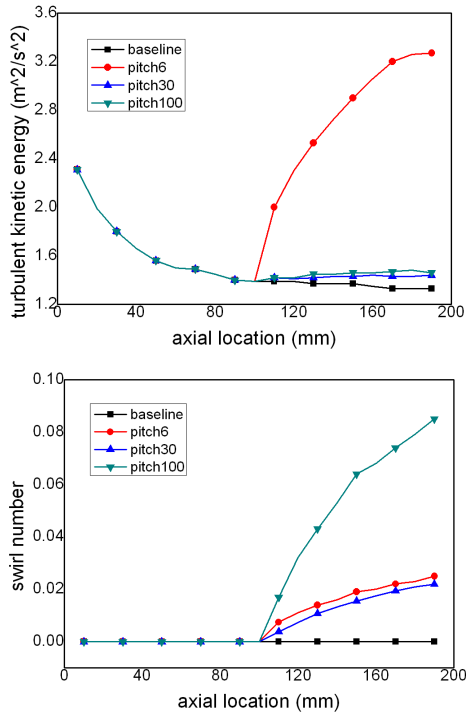 3.6
3.2
2.8
2.4
2.0
1.6
1.2
turbulent kinetic energy (m^2/s^2)
baseline
pitch6
pitch30
pitch100
0
40
80
120
160
200
axial location (mm)
0.10
0.08
0.06
0.04
0.02
0.00
swirl number
baseline
pitch6
pitch30
pitch100
0
40
80
120
160
200
axial location (mm)